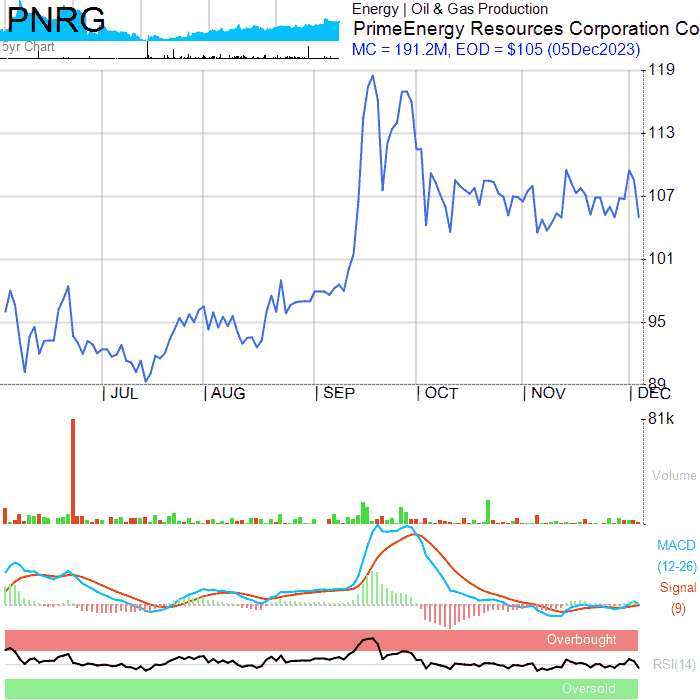 PNRG
5yr Chart
Energy | Oil & Gas Production
PrimeEnergy Resources Corporation Co
MC = 191.2M, EOD = $105 (05Dec2023)
119
113
107
101
95
89
| JUL | AUG | SEP | OCT | NOV | DEC
81k
Volume
MACD
(12-26)
Signal
(9)
Overbought
RSI(14)
Oversold